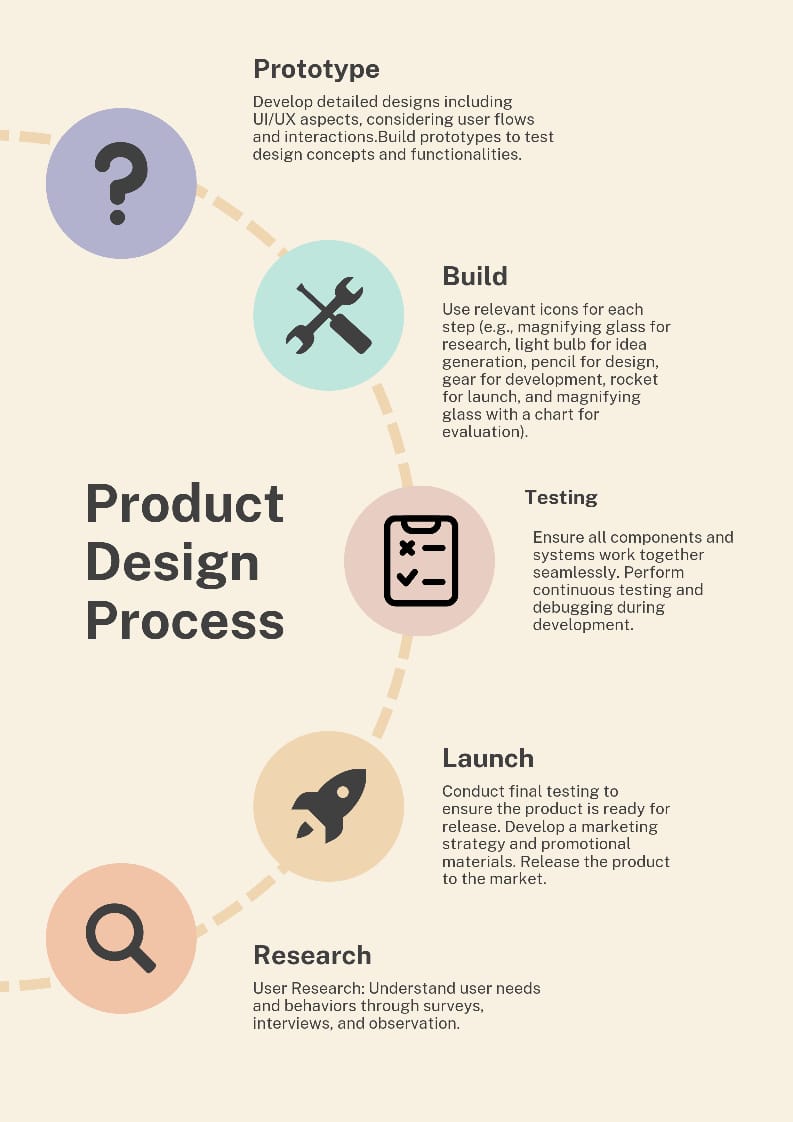 Prototype
Develop detailed designs including
UI/UX aspects, considering user flows
and interactions.Build prototypes to test
design concepts and functionalities.
Build
Use relevant icons for each
step (e.g., magnifying glass for
research, light bulb for idea
generation, pencil for design,
gear for development, rocket
for launch, and magnifying
glass with a chart for
evaluation).
Product
Design
Process
Testing
Ensure all components and
systems work together
seamlessly. Perform
continuous testing and
debugging during
development.
Launch
Conduct final testing to
ensure the product is ready for
release. Develop a marketing
strategy and promotional
materials. Release the product
to the market.
Research
User Research: Understand user needs
and behaviors through surveys,
interviews, and observation.